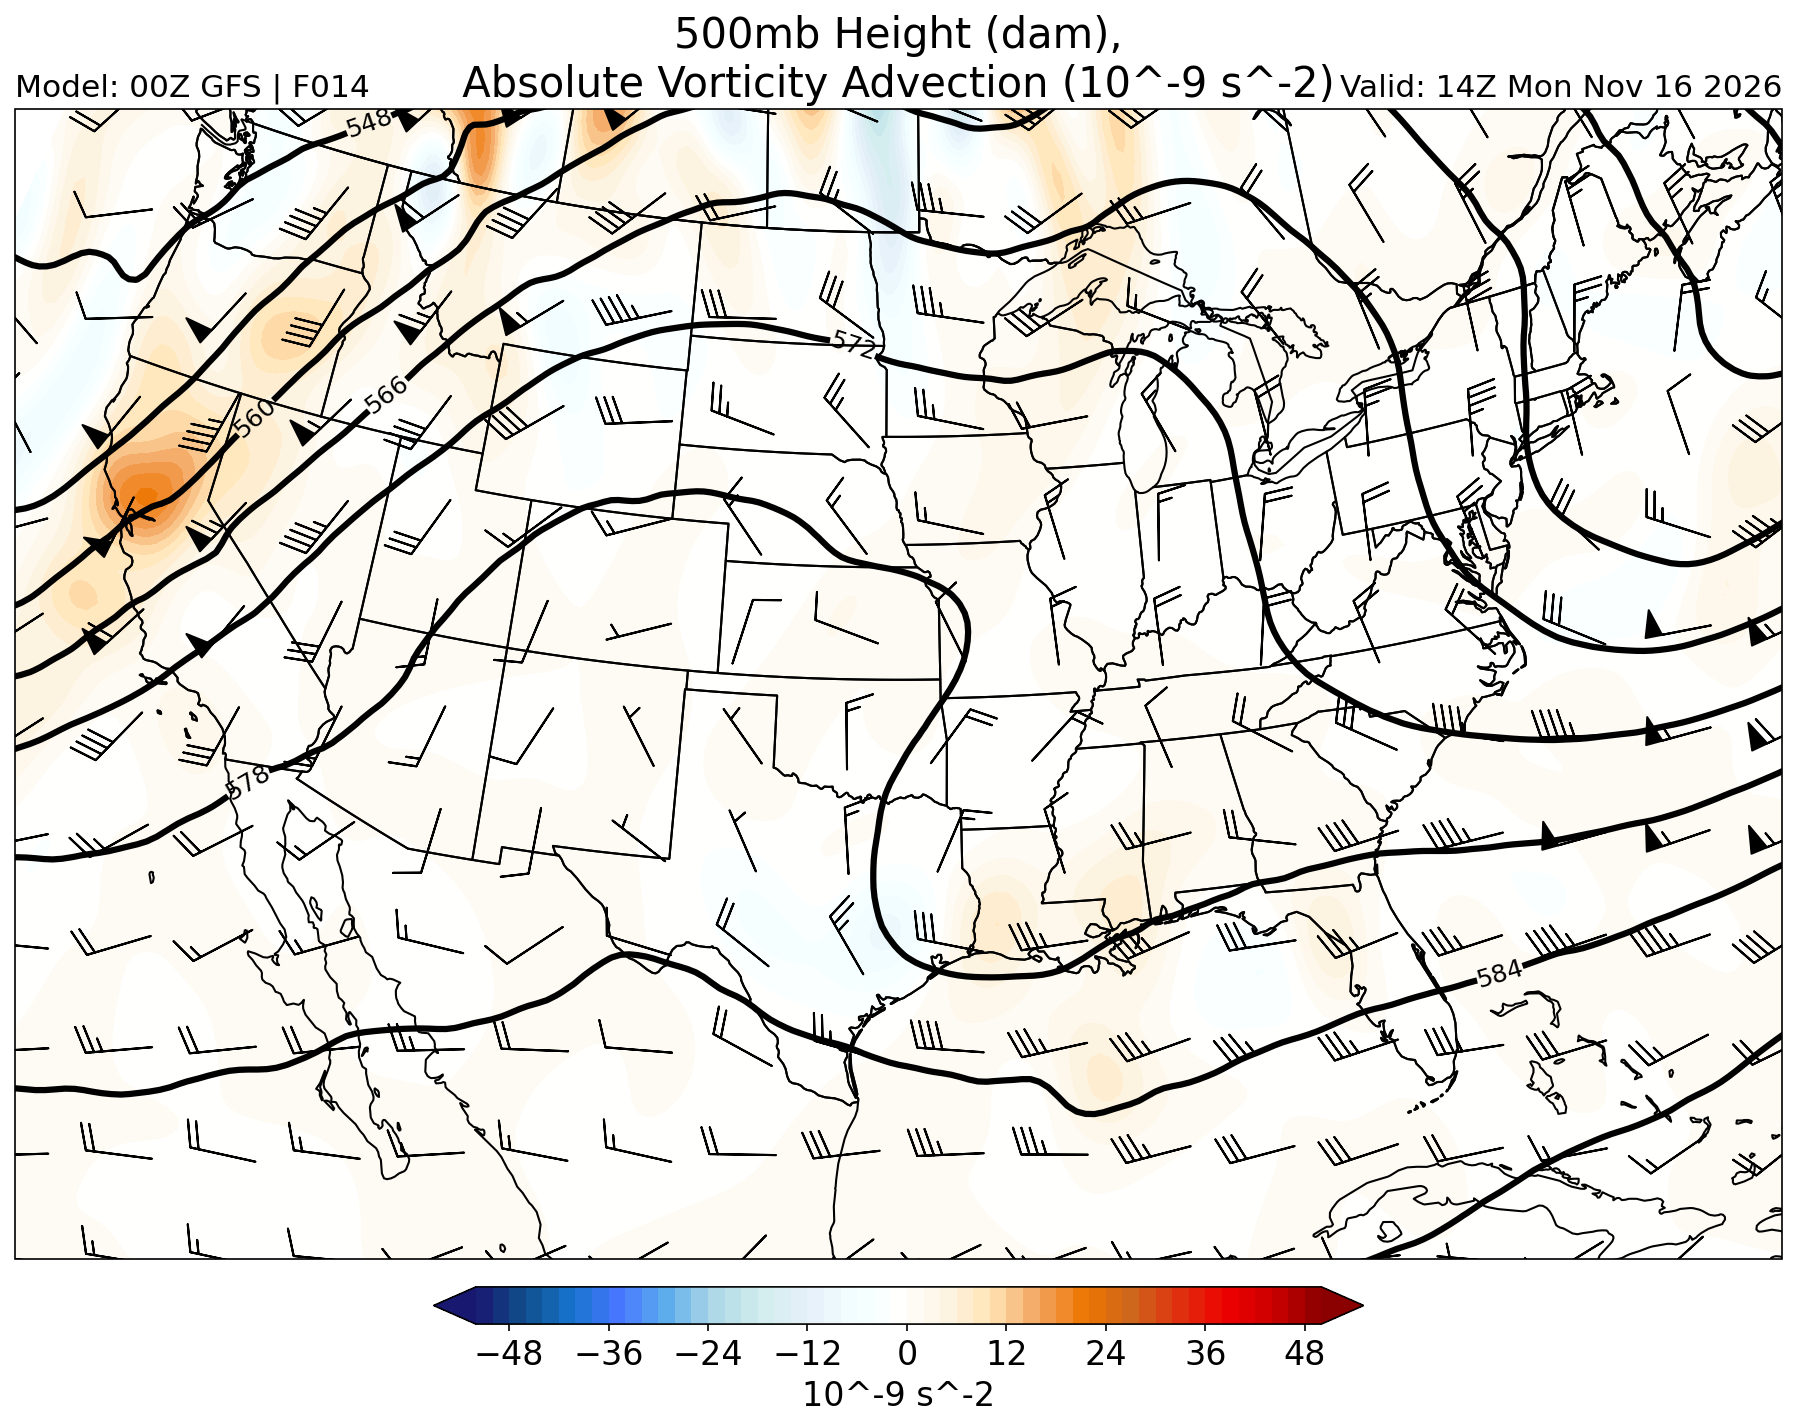 500mb Height (dam),
Model: 00Z GFS | F014
Absolute Vorticity Advection (10^-9 s^-2)
Valid: 14Z Mon Nov 16 2026
548
572
566
560
578
584
−48 −36 −24 −12 0 12 24 36 48
10^-9 s^-2